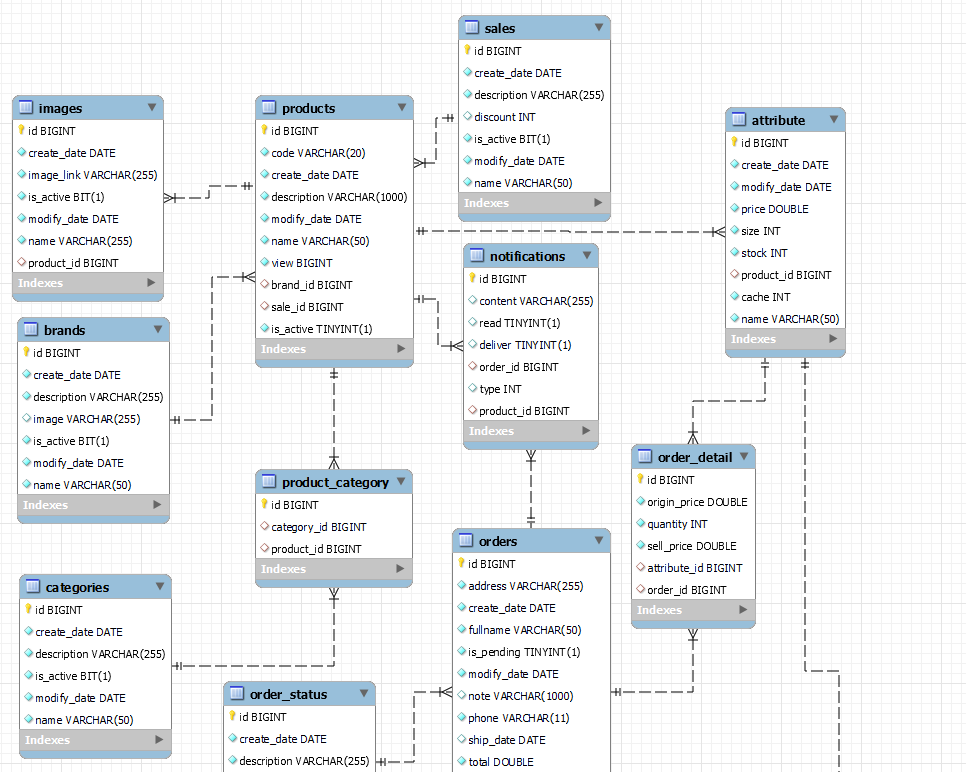 sales
id BIGINT
create_date DATE
description VARCHAR(255)
discount INT
is_active BIT(1)
modify_date DATE
name VARCHAR(50)
Indexes
images
id BIGINT
create_date DATE
image_link VARCHAR(255)
is_active BIT(1)
modify_date DATE
name VARCHAR(255)
product_id BIGINT
Indexes
products
id BIGINT
code VARCHAR(20)
create_date DATE
description VARCHAR(1000)
modify_date DATE
name VARCHAR(50)
view BIGINT
brand_id BIGINT
sale_id BIGINT
is_active TINYINT(1)
Indexes
attribute
id BIGINT
create_date DATE
modify_date DATE
price DOUBLE
size INT
stock INT
product_id BIGINT
cache INT
name VARCHAR(50)
Indexes
notifications
id BIGINT
content VARCHAR(255)
read TINYINT(1)
deliver TINYINT(1)
order_id BIGINT
type INT
product_id BIGINT
Indexes
brands
id BIGINT
create_date DATE
description VARCHAR(255)
image VARCHAR(255)
is_active BIT(1)
modify_date DATE
name VARCHAR(50)
Indexes
product_category
id BIGINT
category_id BIGINT
product_id BIGINT
Indexes
order_detail
id BIGINT
origin_price DOUBLE
quantity INT
sell_price DOUBLE
attribute_id BIGINT
order_id BIGINT
Indexes
orders
id BIGINT
address VARCHAR(255)
create_date DATE
fullname VARCHAR(50)
is_pending TINYINT(1)
modify_date DATE
note VARCHAR(1000)
phone VARCHAR(11)
ship_date DATE
total DOUBLE
categories
id BIGINT
create_date DATE
description VARCHAR(255)
is_active BIT(1)
modify_date DATE
name VARCHAR(50)
Indexes
order_status
id BIGINT
create_date DATE
description VARCHAR(255)